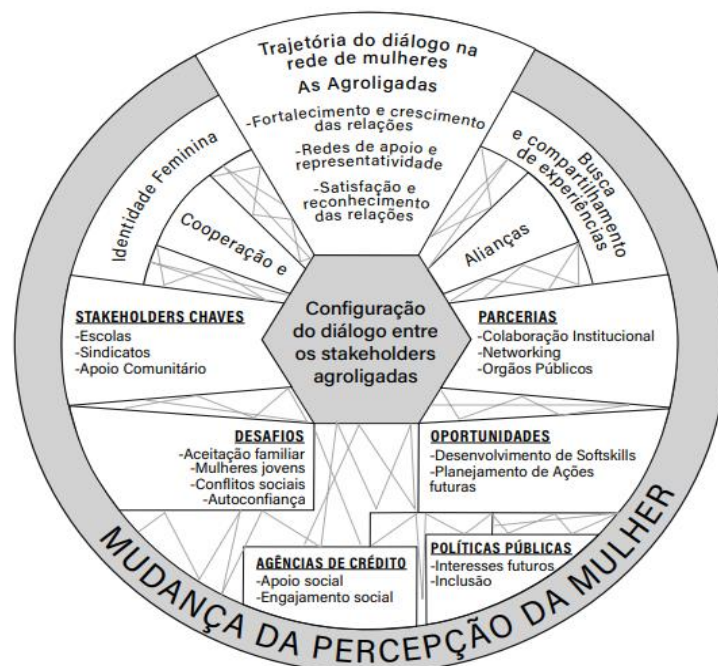 Trajetória do diálogo na
rede de mulheres
As Agroligadas
-Fortalecimento e crescimento
das relações
-Redes de apoio e
representatividade
-Satisfação e
reconhecimento
das relações
Identidade Feminina
Cooperação e
Alianças
Busca
e compartilhamento
de experiências
Configuração
do diálogo entre
os stakeholders
agroligadas
STAKEHOLDERS CHAVES
-Escolas
-Sindicatos
-Apoio Comunitário
PARCERIAS
-Colaboração Institucional
-Networking
-Orgãos Públicos
DESAFIOS
-Aceitação familiar
-Mulheres jovens
-Conflitos sociais
-Autoconfiança
OPORTUNIDADES
-Desenvolvimento de Softskills
-Planejamento de Ações
futuras
AGÊNCIAS DE CRÉDITO
-Apoio social
-Engajamento social
POLÍTICAS PÚBLICAS
-Interesses futuros
-Inclusão
MUDANÇA DA PERCEPÇÃO DA MULHER